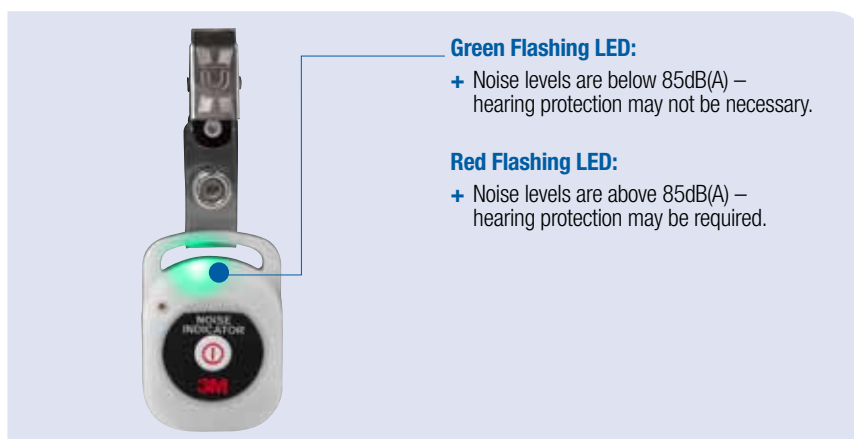 Green Flashing LED:
+ Noise levels are below 85dB(A) –
hearing protection may not be necessary.
Red Flashing LED:
+ Noise levels are above 85dB(A) –
hearing protection may be required.
NOISE
INDICATOR
3M